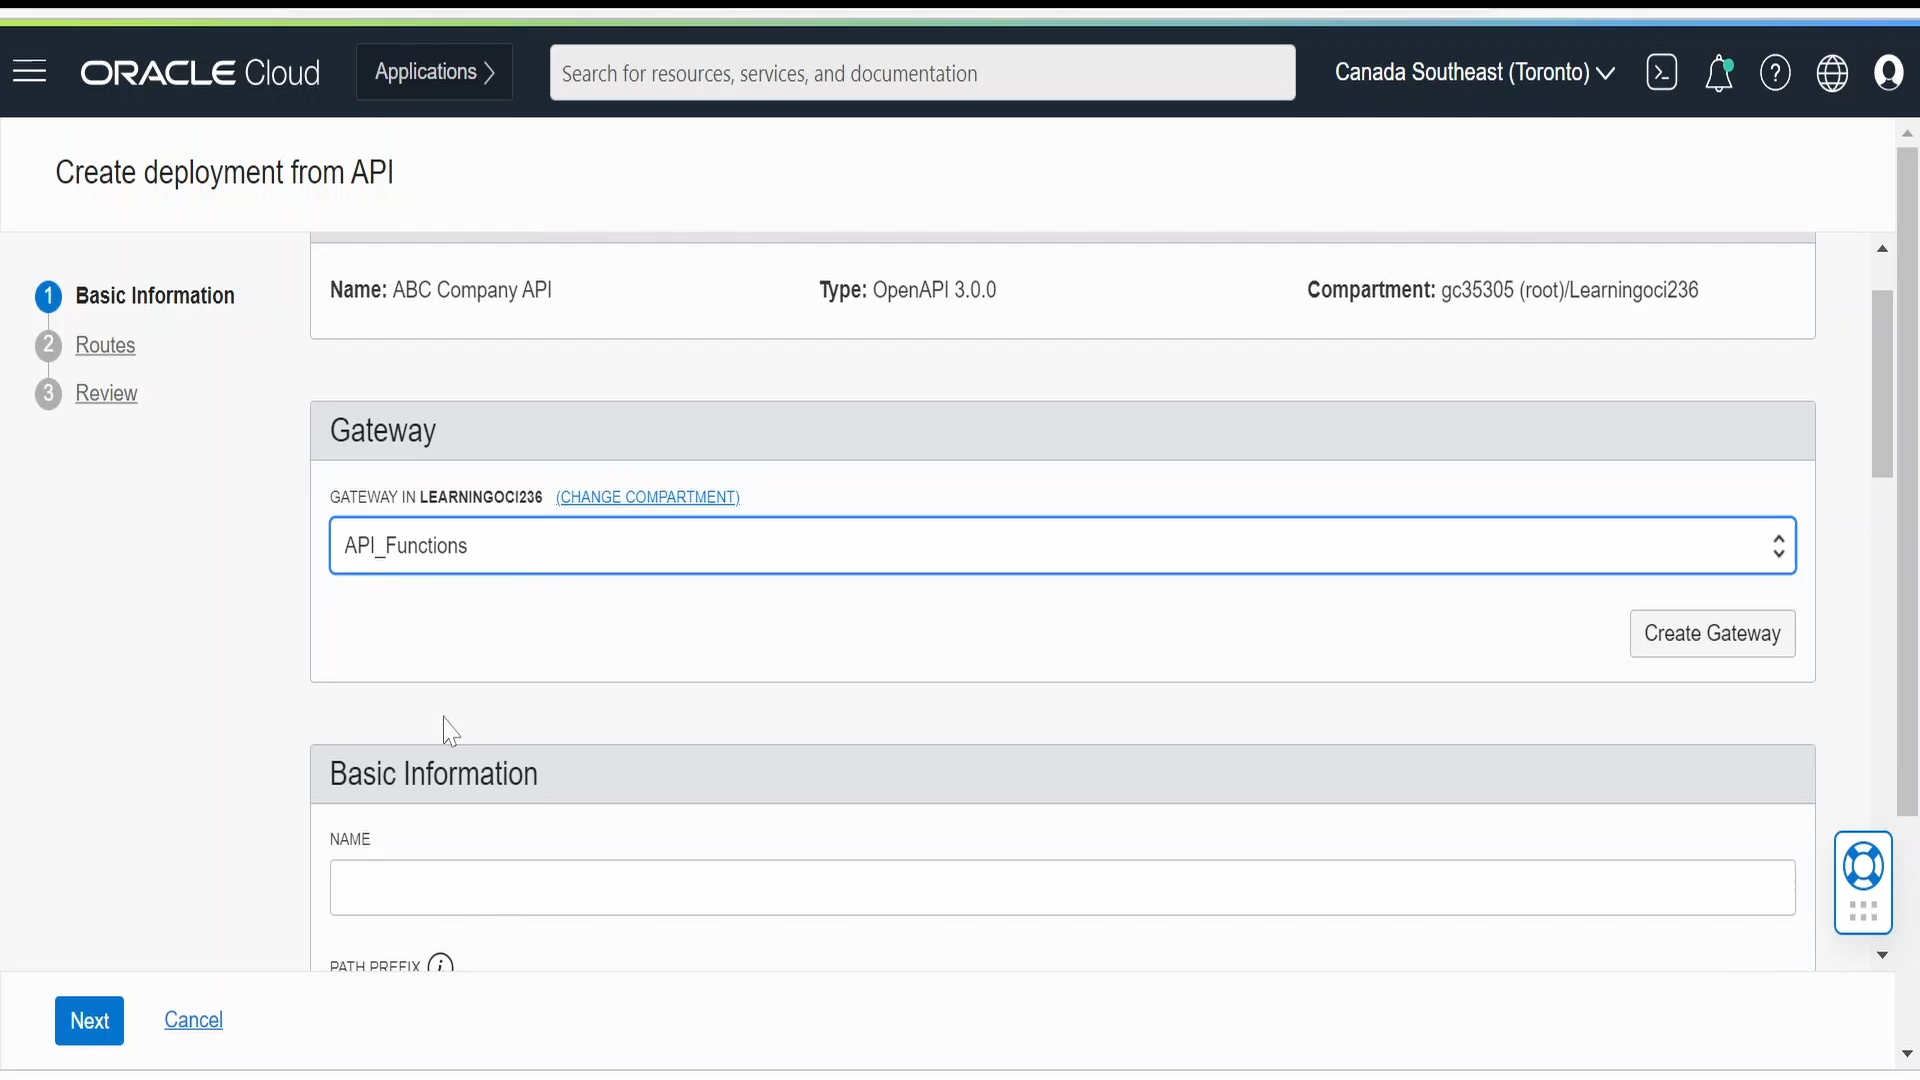 ORACLE Cloud
Applications
Search for resources, services, and documentation
Canada Southeast (Toronto)
Create deployment from API
1 Basic Information
2 Routes
3 Review
Name: ABC Company API
Type: OpenAPI 3.0.0
Compartment: gc35305 (root)/Learningoci236
Gateway
GATEWAY IN LEARNINGOCI236 (CHANGE COMPARTMENT)
API_Functions
Create Gateway
Basic Information
NAME
PATH PREFIX
Next
Cancel